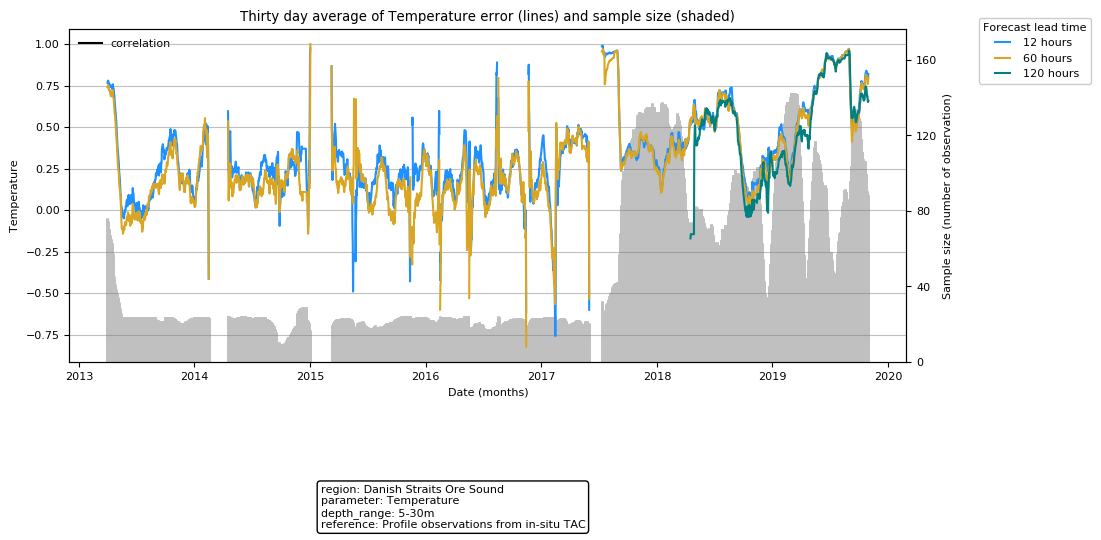 Thirty day average of Temperature error (lines) and sample size (shaded)
Forecast lead time
12 hours
60 hours
120 hours
correlation
1.00
0.75
0.50
0.25
0.00
−0.25
−0.50
−0.75
Temperature
160
120
80
40
0
Sample size (number of observation)
2013 2014 2015 2016 2017 2018 2019 2020
Date (months)
region: Danish Straits Ore Sound
parameter: Temperature
depth_range: 5-30m
reference: Profile observations from in-situ TAC